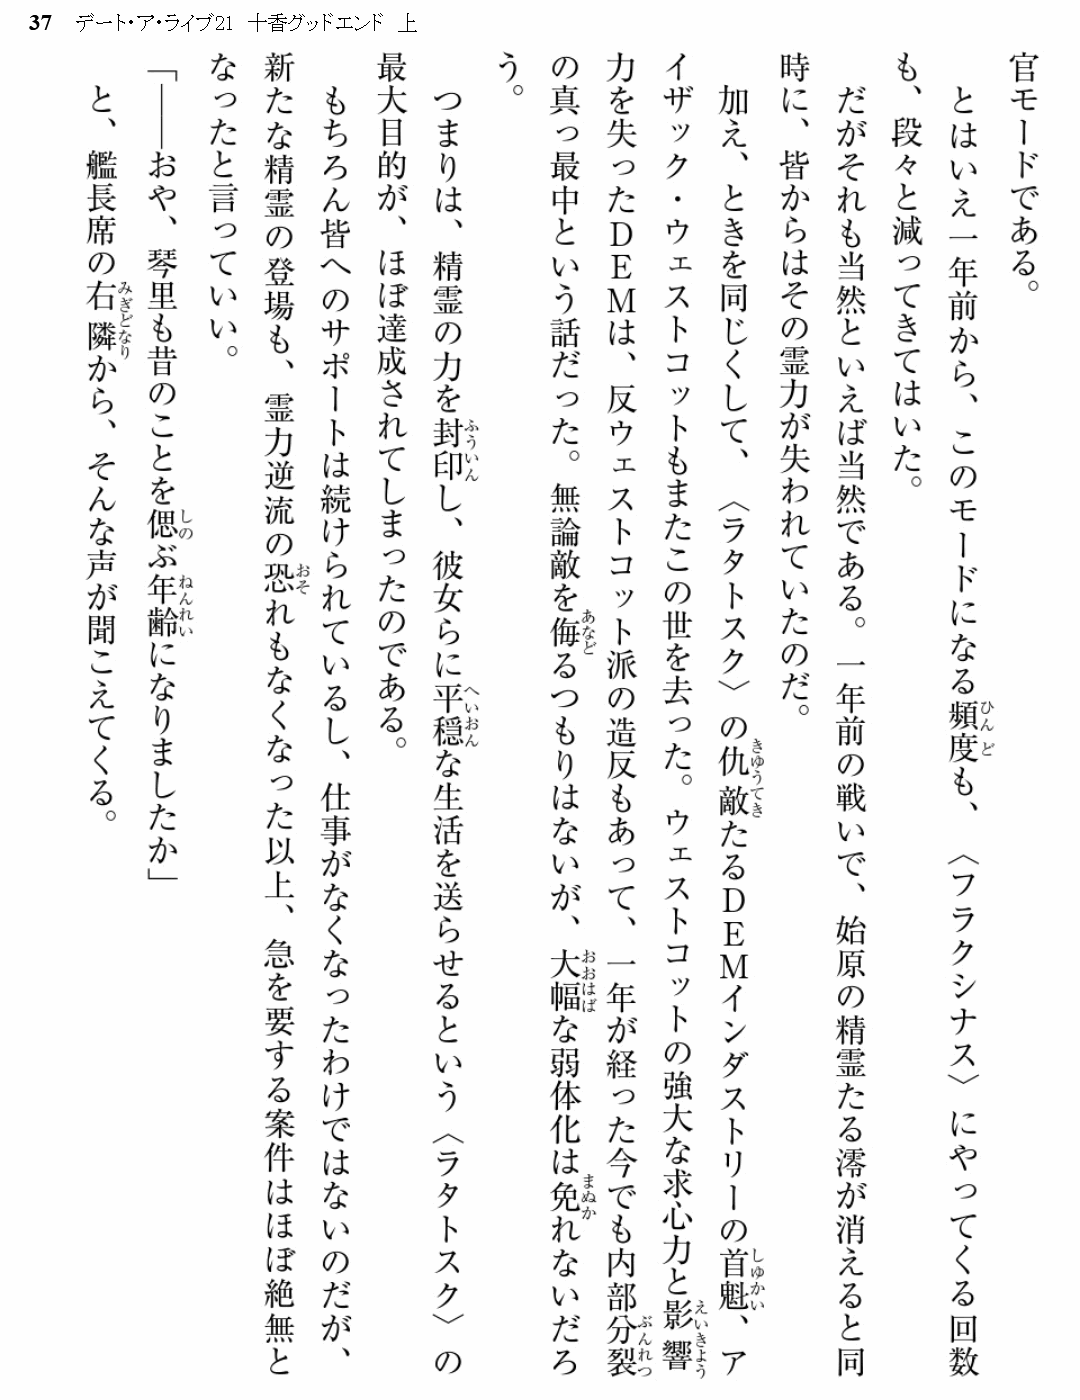 37 デート・ア・ライブ21 十香グッドエンド 上
官モードである。
とはいえ一年前から、このモードになる頻度も、〈フラクシナス〉にやってくる回数
も、段々と減ってきてはいた。
だがそれも当然といえば当然である。一年前の戦いで、始原の精霊たる澪が消えると同
時に、皆からはその霊力が失われていたのだ。
加え、ときを同じくして、〈ラタトスク〉の仇敵たるDEMインダストリーの首魁、ア
イザック・ウェストコットもまたこの世を去った。ウェストコットの強大な求心力と影響
力を失ったDEMは、反ウェストコット派の造反もあって、一年が経った今でも内部分裂
の真っ最中という話だった。無論敵を侮るつもりはないが、大幅な弱体化は免れないだろ
う。
つまりは、精霊の力を封印し、彼女らに平穏な生活を送らせるという〈ラタトスク〉の
最大目的が、ほぼ達成されてしまったのである。
もちろん皆へのサポートは続けられているし、仕事がなくなったわけではないのだが、
新たな精霊の登場も、霊力逆流の恐れもなくなった以上、急を要する案件はほぼ絶無と
なったと言っていい。
「――おや、琴里も昔のことを偲ぶ年齢になりましたか」
と、艦長席の右隣から、そんな声が聞こえてくる。